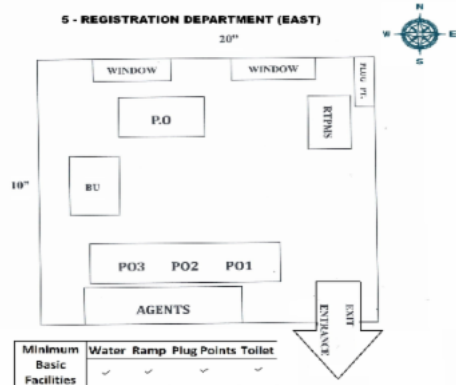 5 - REGISTRATION DEPARTMENT (EAST)
N
W E
S
20"
WINDOW WINDOW
PLUG PT.
P.O
RTPMS
10"
BU
PO3 PO2 PO1
AGENTS
ENTRANCE EXIT
Minimum Basic Facilities Water Ramp Plug Points Toilet
✓ ✓ ✓ ✓